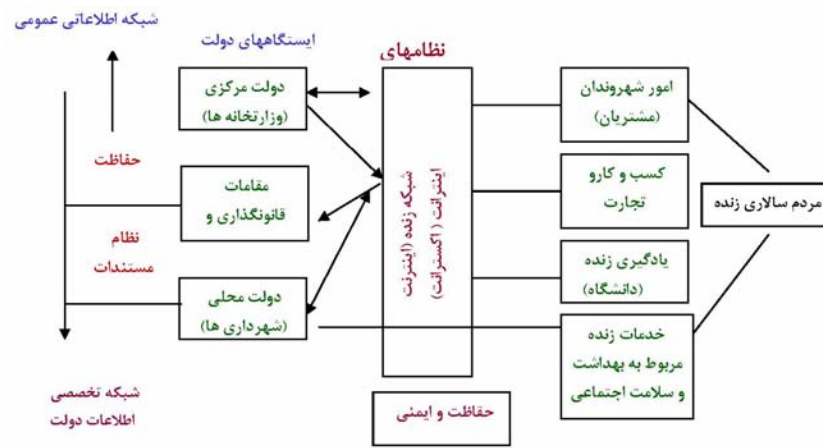 شبکه اطلاعاتی عمومی
ایستگاههای دولت
نظامهای
دولت مرکزی
(وزارتخانه ها)
امور شهروندان
(مشتریان)
حفاظت
مقامات
قانونگذاری و
شبکه زنده (اینترنت
اینترانت (اکسترانت)
کسب و کارو
تجارت
مردم سالاری زنده
نظام
مستندات
یادگیری زنده
(دانشگاه)
دولت محلی
(شهرداری ها)
خدمات زنده
مربوط به بهداشت
و سلامت اجتماعی
شبکه تخصصی
اطلاعات دولت
حفاظت و ایمنی